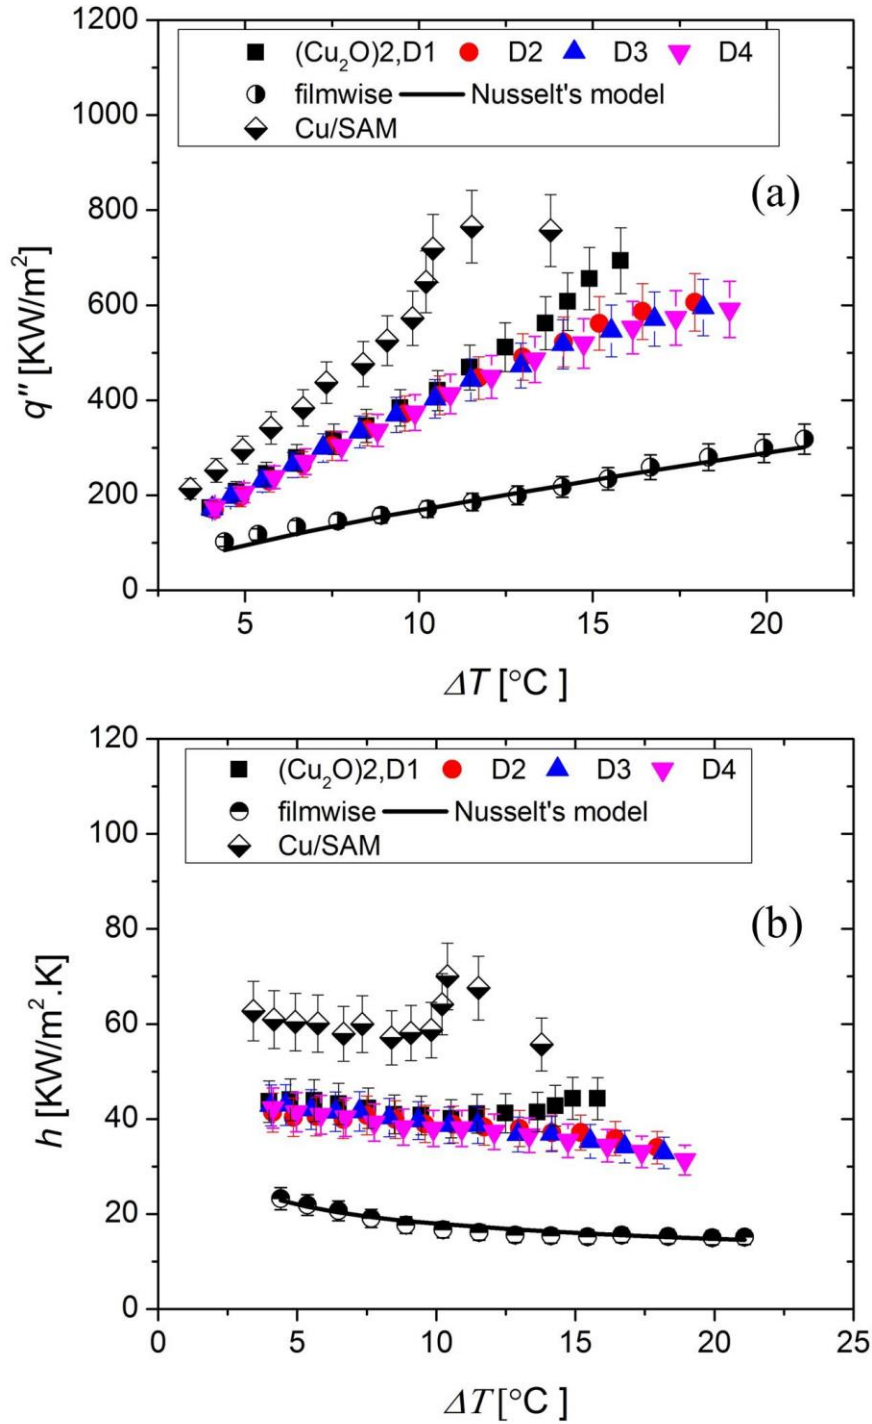 1200
1000
800
600
400
200
0
q″ [KW/m²]
(Cu₂O)2,D1 D2 D3 D4
filmwise Nusselt's model
Cu/SAM
(a)
5 10 15 20
ΔT [°C ]
120
100
80
60
40
20
0
h [KW/m².K]
(Cu₂O)2,D1 D2 D3 D4
filmwise Nusselt's model
Cu/SAM
(b)
0 5 10 15 20 25
ΔT [°C ]